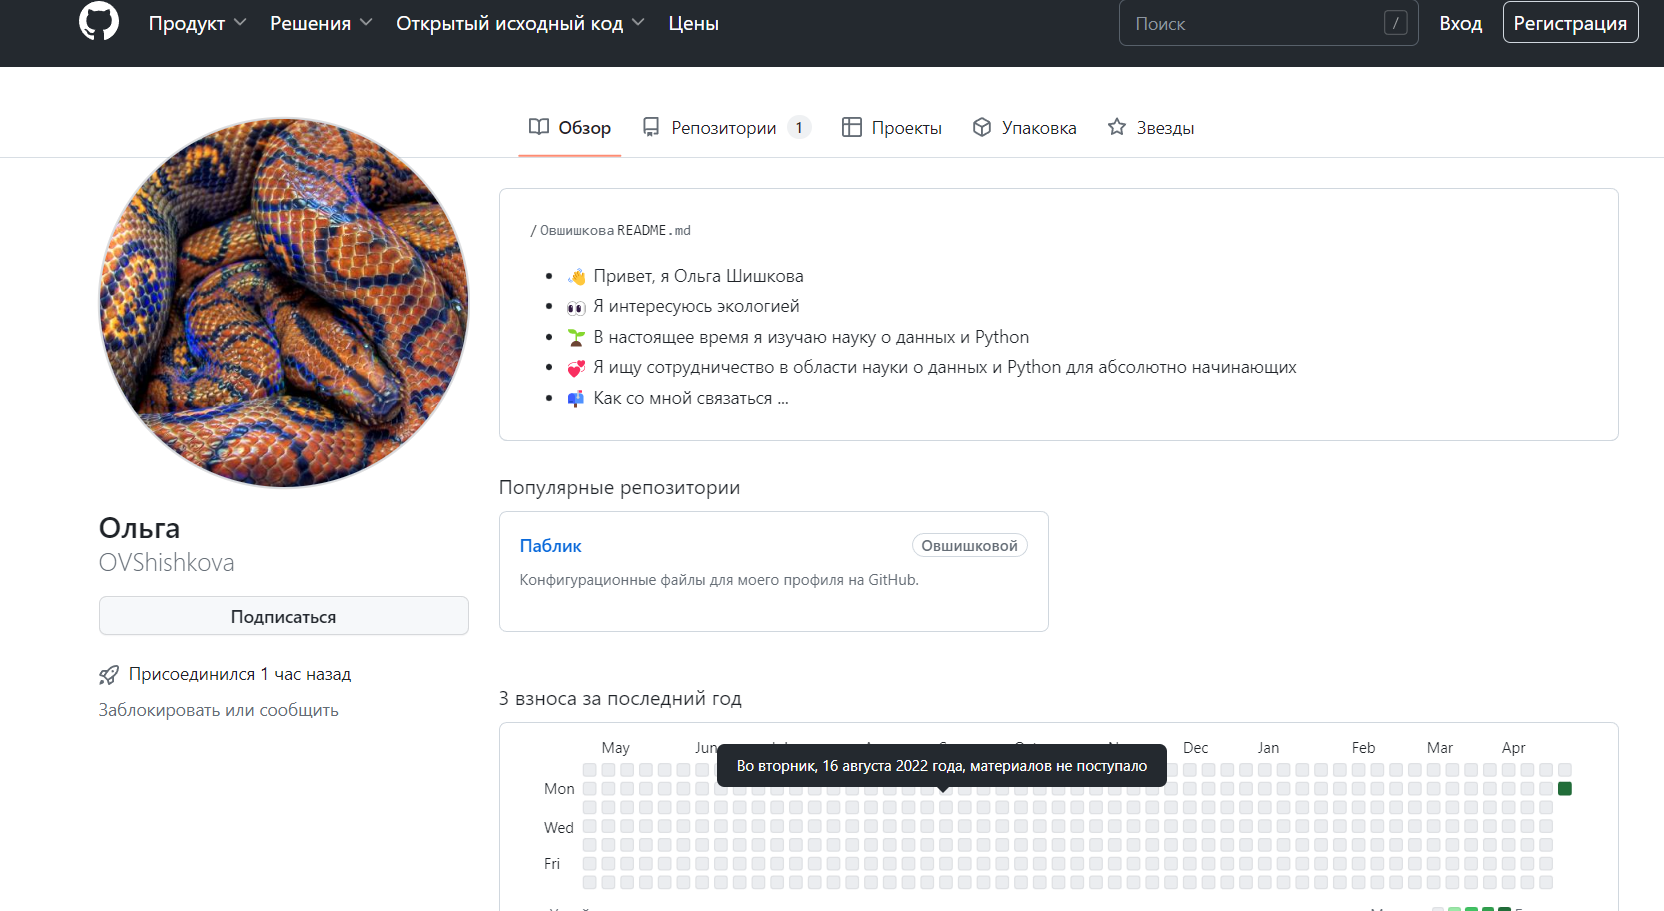 Продукт Решения Открытый исходный код Цены Поиск / Вход Регистрация
Обзор Репозитории 1 Проекты Упаковка Звезды
/ Овшишкова README.md
Привет, я Ольга Шишкова
Я интересуюсь экологией
В настоящее время я изучаю науку о данных и Python
Я ищу сотрудничество в области науки о данных и Python для абсолютно начинающих
Как со мной связаться ...
Ольга
OVShishkova
Подписаться
Присоединился 1 час назад
Заблокировать или сообщить
Популярные репозитории
Паблик Овшишковой
Конфигурационные файлы для моего профиля на GitHub.
3 взноса за последний год
May Jun Dec Jan Feb Mar Apr
Во вторник, 16 августа 2022 года, материалов не поступало
Mon
Wed
Fri